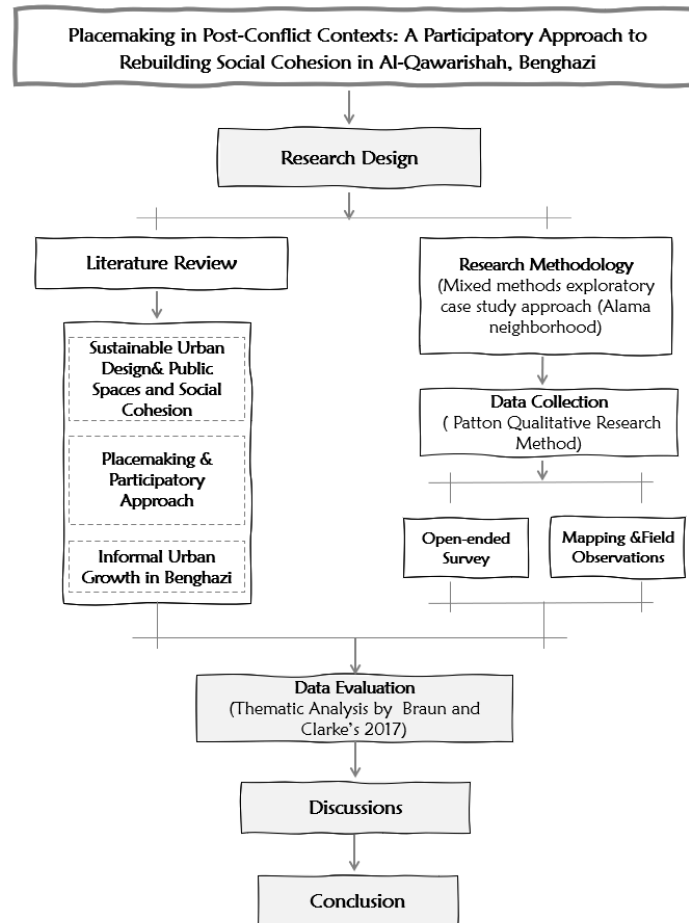 Placemaking in Post-Conflict Contexts: A Participatory Approach to
Rebuilding Social Cohesion in Al-Qawarishah, Benghazi
Research Design
Literature Review
Sustainable Urban
Design& Public
Spaces and Social
Cohesion
Placemaking &
Participatory
Approach
Informal Urban
Growth in Benghazi
Research Methodology
(Mixed methods exploratory
case study approach (Alama
neighborhood)
Data Collection
( Patton Qualitative Research
Method)
Open-ended
Survey
Mapping &Field
Observations
Data Evaluation
(Thematic Analysis by Braun and
Clarke's 2017)
Discussions
Conclusion